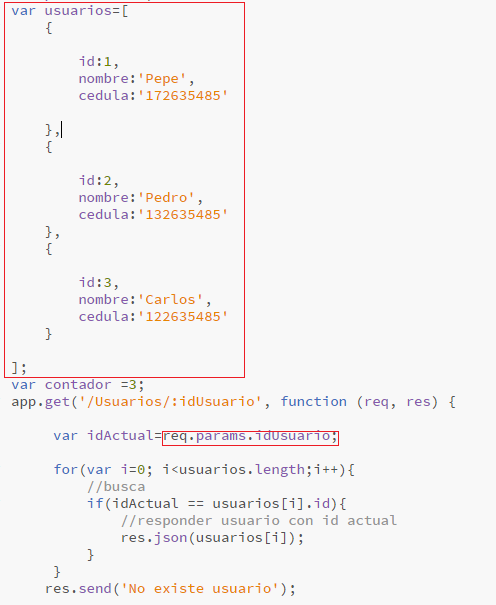 var usuarios=[
{
id:1,
nombre:'Pepe',
cedula:'172635485'
},
{
id:2,
nombre:'Pedro',
cedula:'132635485'
},
{
id:3,
nombre:'Carlos',
cedula:'122635485'
}
];
var contador =3;
app.get('/Usuarios/:idUsuario', function (req, res) {
var idActual=req.params.idUsuario;
for(var i=0; i<usuarios.length;i++){
//busca
if(idActual == usuarios[i].id){
//responder usuario con id actual
res.json(usuarios[i]);
}
}
res.send('No existe usuario');